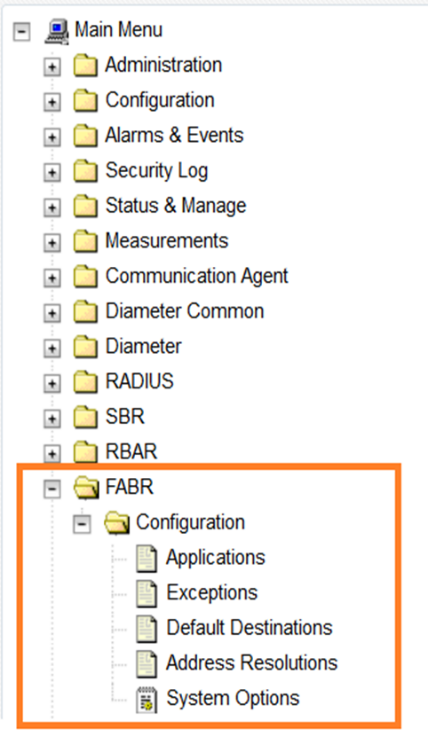 Main Menu
Administration
Configuration
Alarms & Events
Security Log
Status & Manage
Measurements
Communication Agent
Diameter Common
Diameter
RADIUS
SBR
RBAR
FABR
Configuration
Applications
Exceptions
Default Destinations
Address Resolutions
System Options